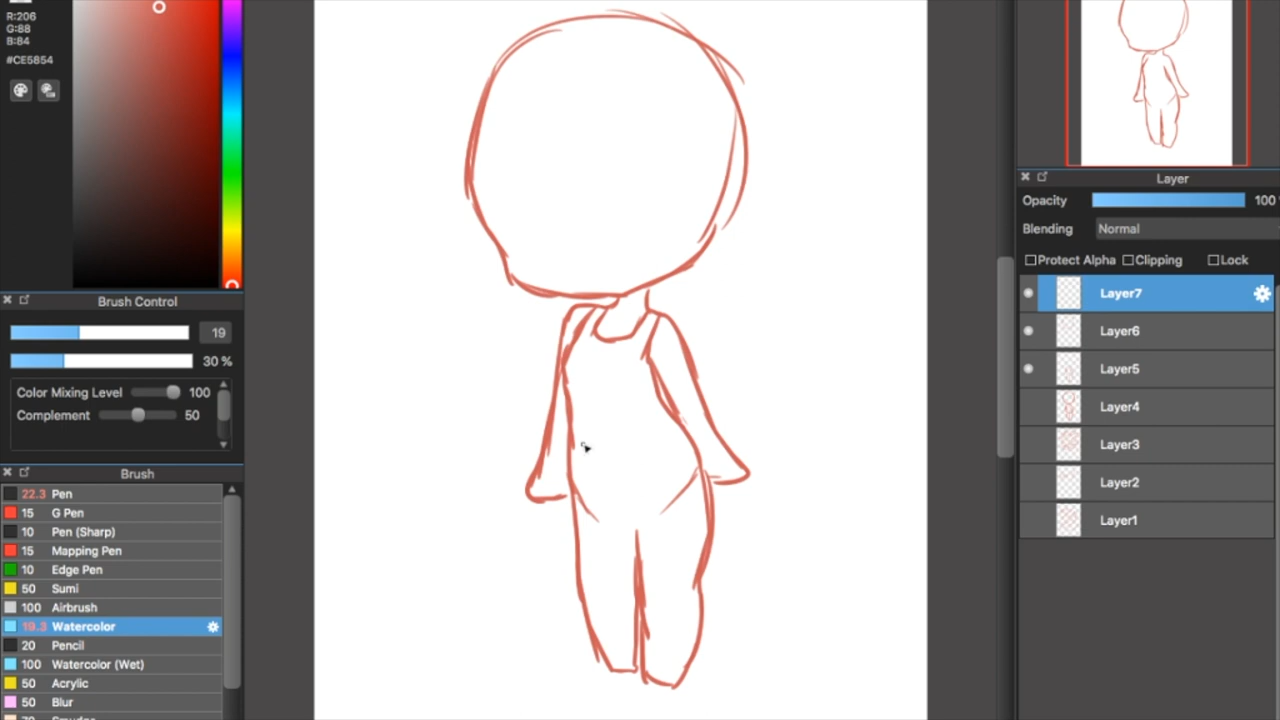 R:206
G:88
B:84
#CE5854
Brush Control
19
30 %
Color Mixing Level 100
Complement 50
Brush
22.3 Pen
15 G Pen
10 Pen (Sharp)
15 Mapping Pen
10 Edge Pen
50 Sumi
100 Airbrush
19.3 Watercolor
20 Pencil
100 Watercolor (Wet)
50 Acrylic
50 Blur
Layer
Opacity 100
Blending Normal
Protect Alpha Clipping Lock
Layer7
Layer6
Layer5
Layer4
Layer3
Layer2
Layer1